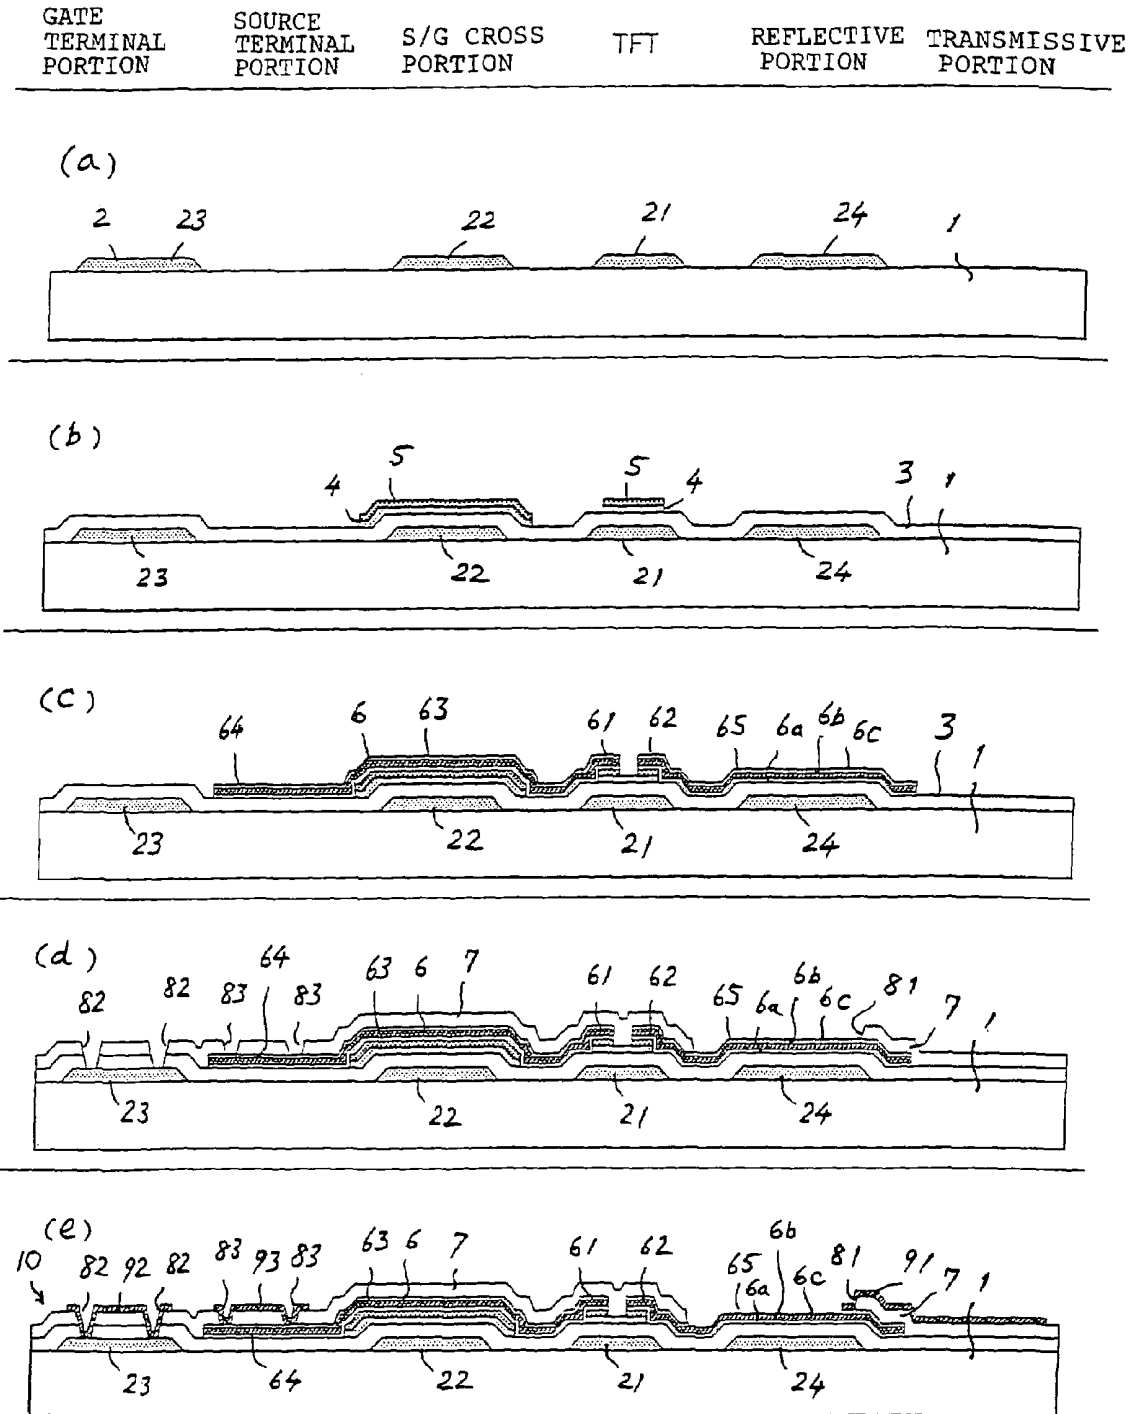 GATE
TERMINAL
PORTION
SOURCE
TERMINAL
PORTION
S/G CROSS
PORTION
TFT
REFLECTIVE
PORTION
TRANSMISSIVE
PORTION
(a)
2 23 22 21 24 1
(b)
4 5 5 4 3 1
23 22 21 24
(c)
64 6 63 61 62 65 6a 6b 6c 3 1
23 22 21 24
(d)
82 82 83 64 83 63 6 7 61 62 65 6a 6b 6c 81 7 1
23 22 21 24
(e)
10 82 92 82 83 93 83 63 6 7 61 62 65 6a 6b 6c 81 91 7 1
23 64 22 21 24